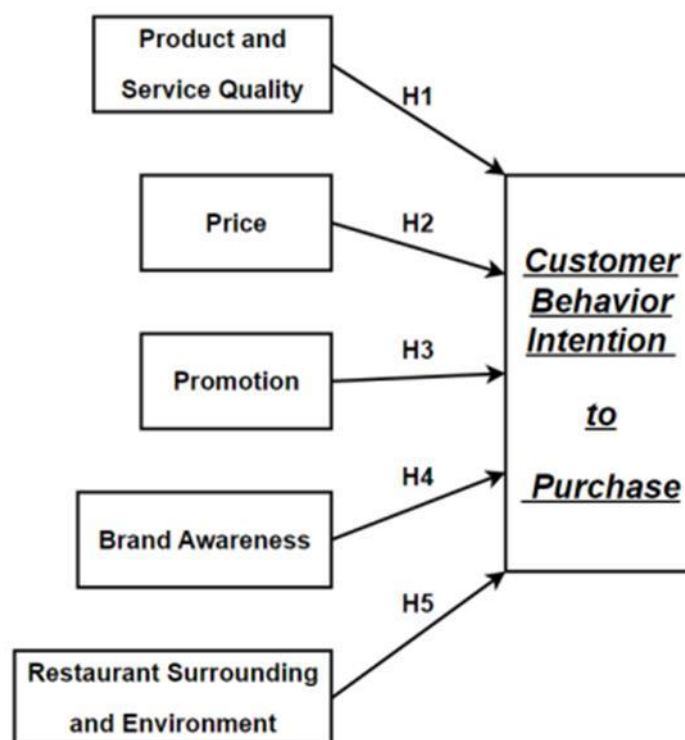 Product and
Service Quality
H1
Price
H2
Customer
Behavior
Intention
to
Purchase
Promotion
H3
Brand Awareness
H4
Restaurant Surrounding
and Environment
H5